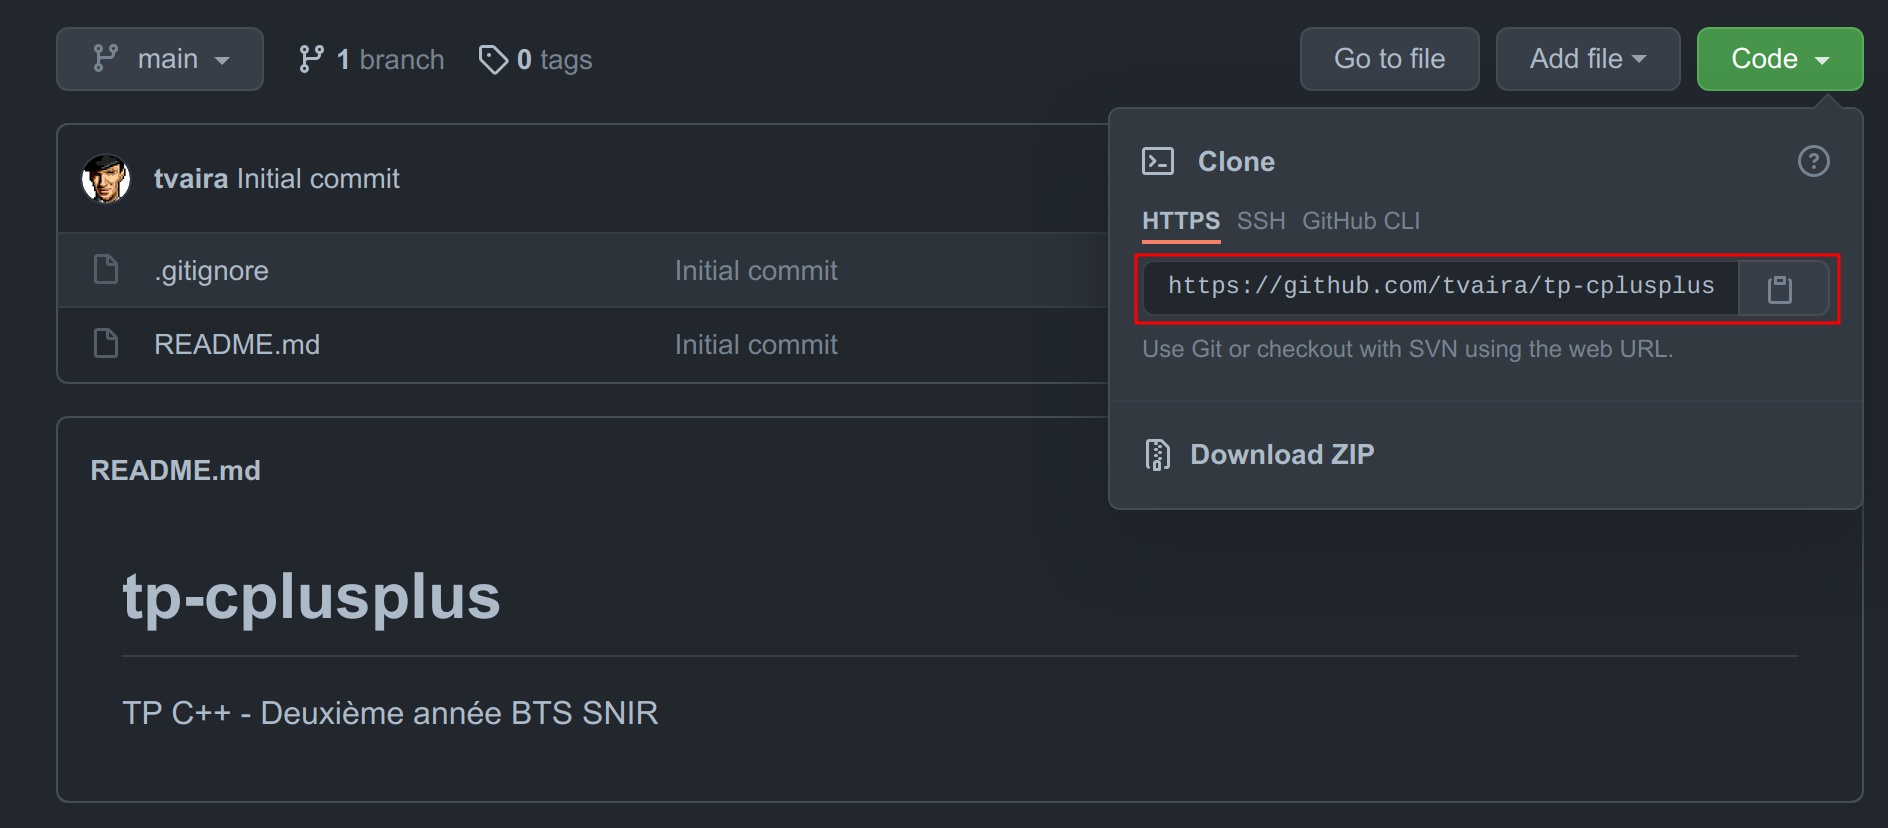 main
1 branch
0 tags
Go to file
Add file
Code
tvaira Initial commit
.gitignore
Initial commit
README.md
Initial commit
Clone
HTTPS SSH GitHub CLI
https://github.com/tvaira/tp-cplusplus
Use Git or checkout with SVN using the web URL.
Download ZIP
README.md
tp-cplusplus
TP C++ - Deuxième année BTS SNIR